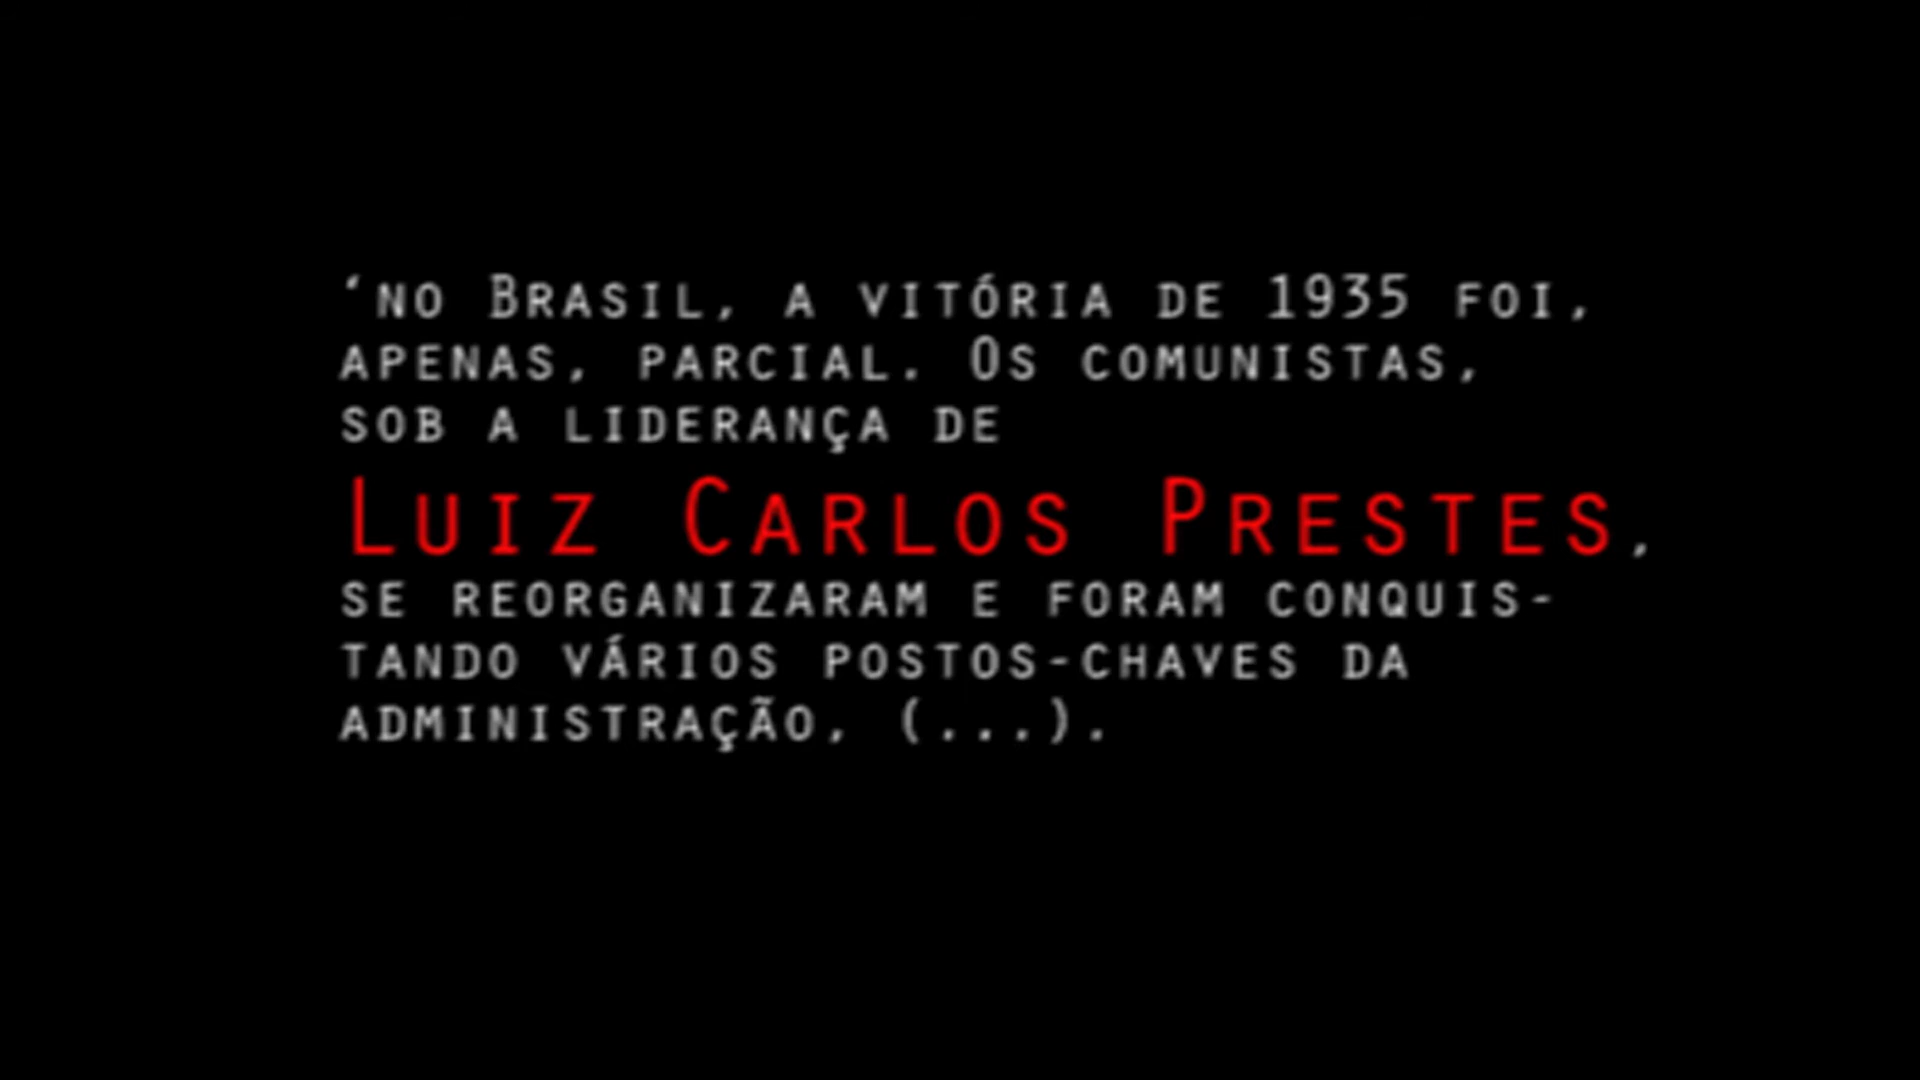 ‘no Brasil, a vitória de 1935 foi,
apenas, parcial. Os comunistas,
sob a liderança de
Luiz Carlos Prestes,
se reorganizaram e foram conquis-
tando vários postos-chaves da
administração, (...).